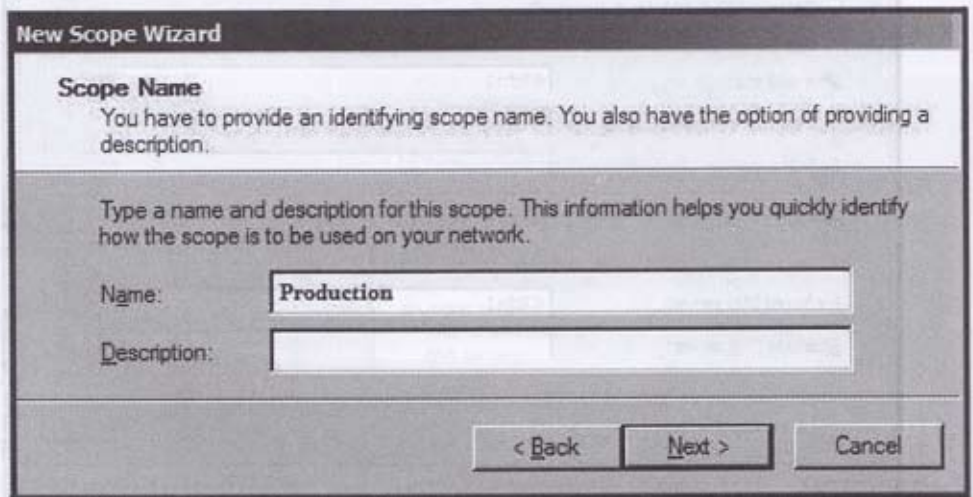 New Scope Wizard
Scope Name
You have to provide an identifying scope name. You also have the option of providing a
description.
Type a name and description for this scope. This information helps you quickly identify
how the scope is to be used on your network.
Name:
Production
Description:
< Back
Next >
Cancel